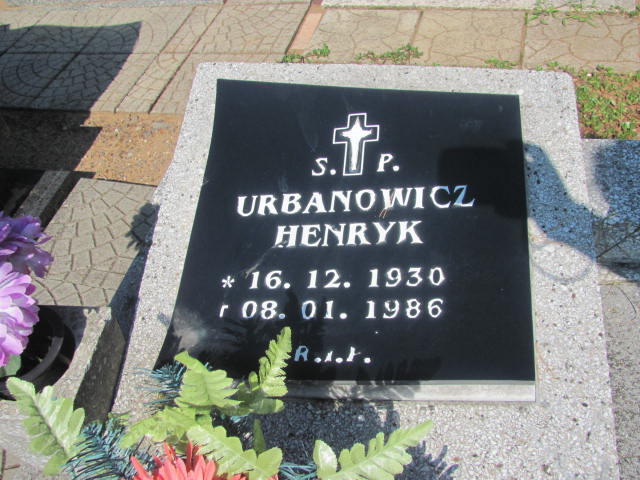 S. P.
URBANOWICZ
HENRYK
* 16. 12. 1930
† 08. 01. 1986
R.I.P.